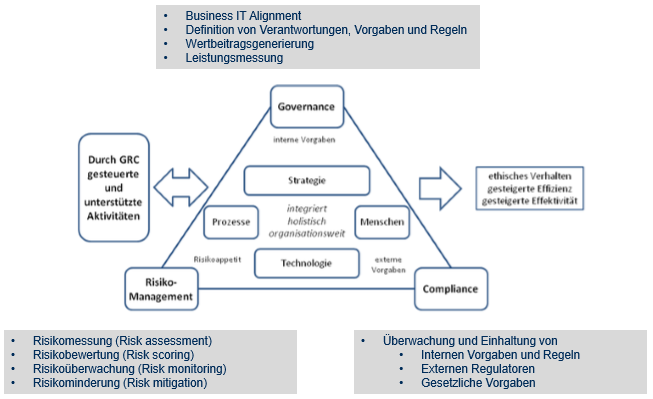 • Business IT Alignment
• Definition von Verantwortungen, Vorgaben und Regeln
• Wertbeitragsgenerierung
• Leistungsmessung
Governance
interne Vorgaben
Durch GRC
gesteuerte
und
unterstützte
Aktivitäten
Strategie
Prozesse
integriert
holistisch
organisationsweit
Menschen
ethisches Verhalten
gesteigerte Effizienz
gesteigerte Effektivität
Risikoappetit
Technologie
externe
Vorgaben
Risiko-
Management
Compliance
• Risikomessung (Risk assessment)
• Risikobewertung (Risk scoring)
• Risikoüberwachung (Risk monitoring)
• Risikominderung (Risk mitigation)
• Überwachung und Einhaltung von
• Internen Vorgaben und Regeln
• Externen Regulatoren
• Gesetzliche Vorgaben